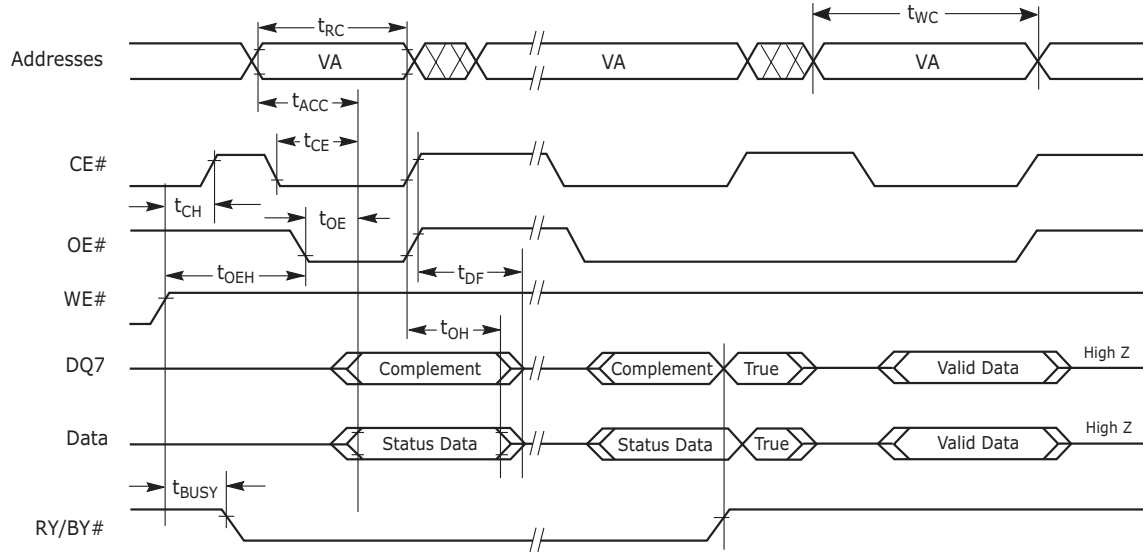 tRC
tWC
Addresses
VA
VA
VA
tACC
tCE
CE#
tCH
tOE
OE#
tOEH
tDF
WE#
tOH
DQ7
Complement
Complement
True
Valid Data
High Z
Data
Status Data
Status Data
True
Valid Data
High Z
tBUSY
RY/BY#